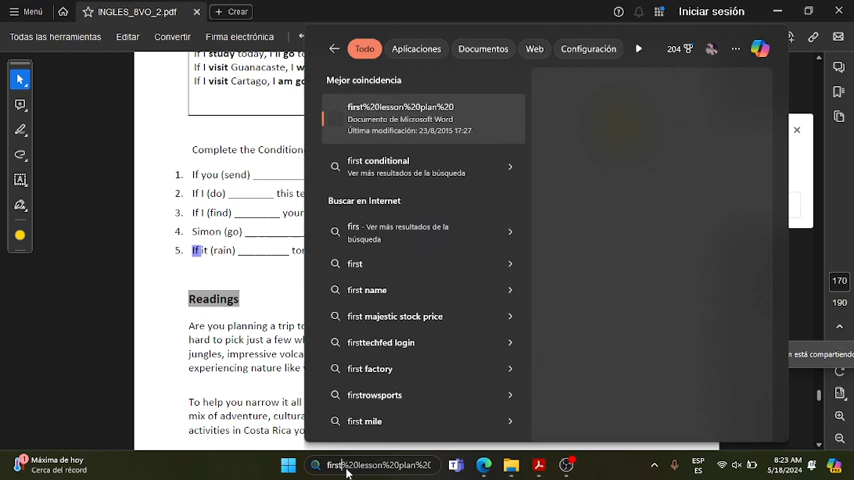 Menú
INGLES_8VO_2.pdf
Crear
Iniciar sesión
Todas las herramientas
Editar
Convertir
Firma electrónica
If I study today, I'll go to
If I visit Guanacaste, I w
If I visit Cartago, I am go
Complete the Condition
1. If you (send) ________
2. If I (do) ________ this te
3. If I (find) ________ your
4. Simon (go) ________
5. If it (rain) ________ tor
Readings
Are you planning a trip to
hard to pick just a few wh
jungles, impressive volca
experiencing nature like
To help you narrow it all
mix of adventure, cultura
activities in Costa Rica yo
Todo
Aplicaciones
Documentos
Web
Configuración
204
Mejor coincidencia
first%20lesson%20plan%20
Documento de Microsoft Word
Última modificación: 23/8/2015 17:27
first conditional
Ver más resultados de la búsqueda
Buscar en Internet
firs - Ver más resultados de la
búsqueda
first
first name
first majestic stock price
firsttechfed login
first factory
firstrowsports
first mile
170
190
n está compartiendo
Máxima de hoy
Cerca del récord
first%20lesson%20plan%20
ESP
ES
8:23 AM
5/18/2024